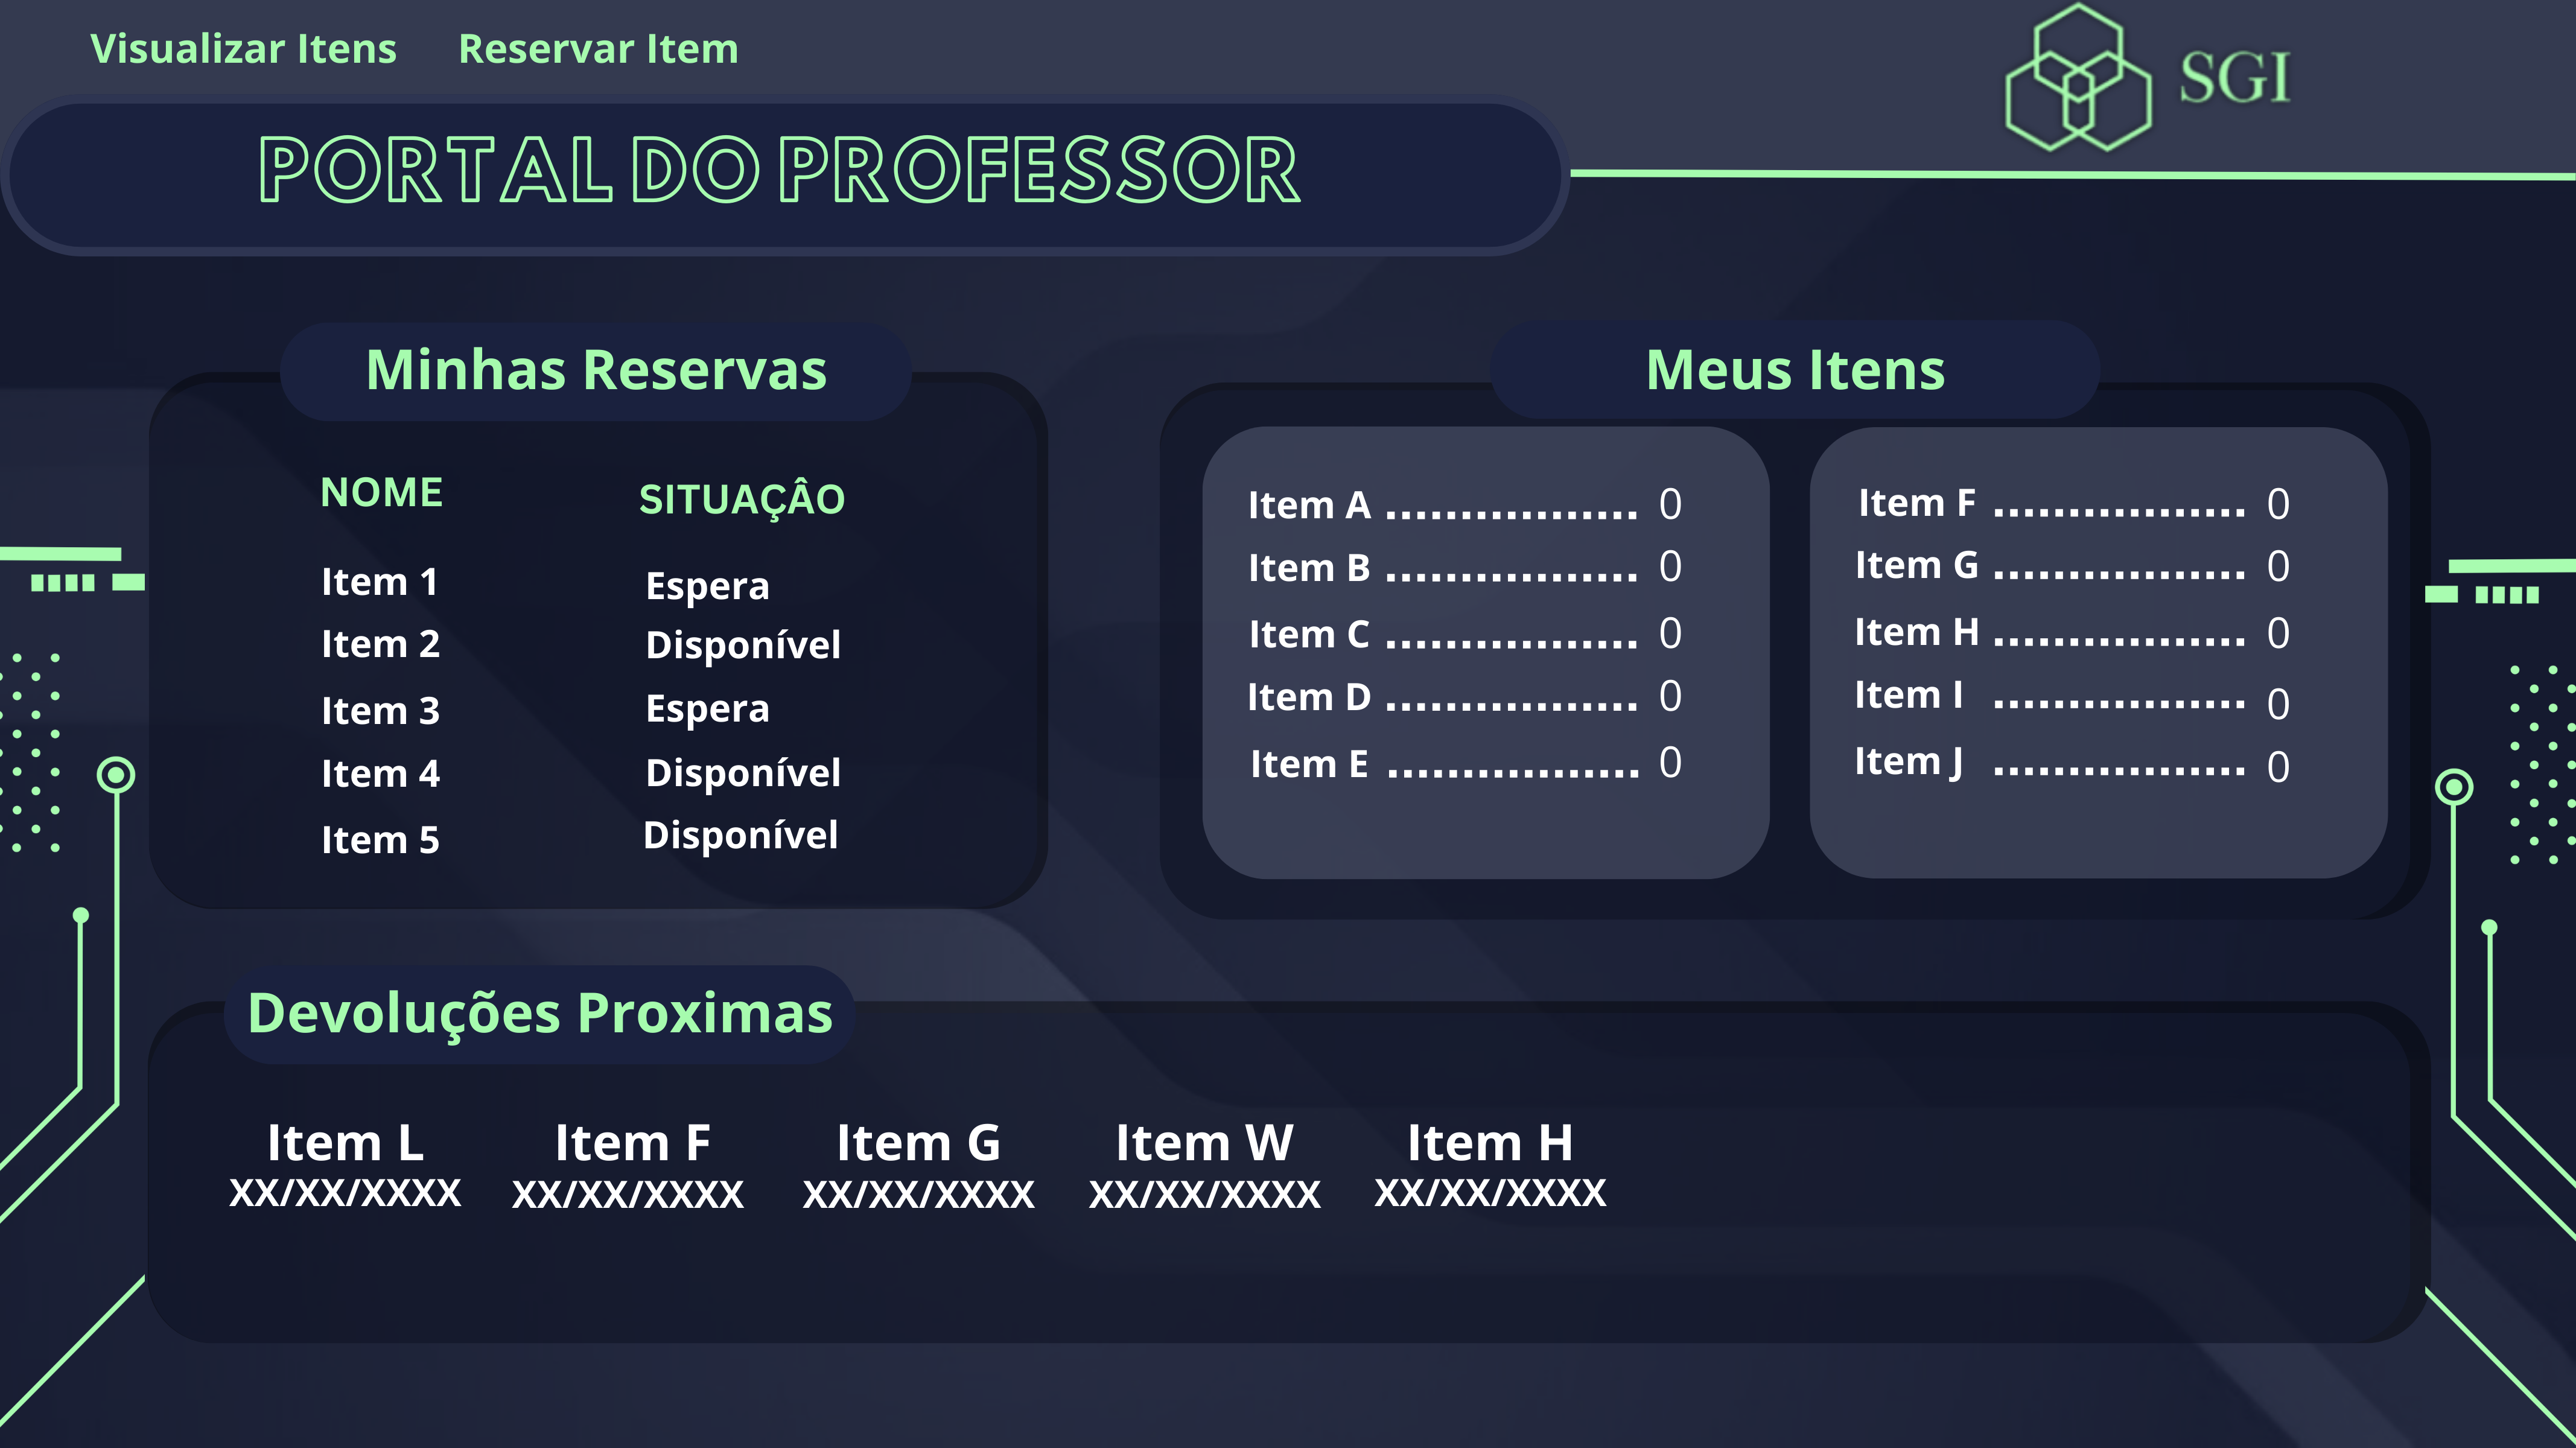 Visualizar Itens Reservar Item
SGI
PORTAL DO PROFESSOR
Minhas Reservas
NOME SITUAÇÂO
Item 1 Espera
Item 2 Disponível
Item 3 Espera
Item 4 Disponível
Item 5 Disponível
Meus Itens
Item A ................. 0
Item B ................. 0
Item C ................. 0
Item D ................. 0
Item E ................. 0
Item F ................. 0
Item G ................. 0
Item H ................. 0
Item I ................. 0
Item J ................. 0
Devoluções Proximas
Item L Item F Item G Item W Item H
XX/XX/XXXX XX/XX/XXXX XX/XX/XXXX XX/XX/XXXX XX/XX/XXXX